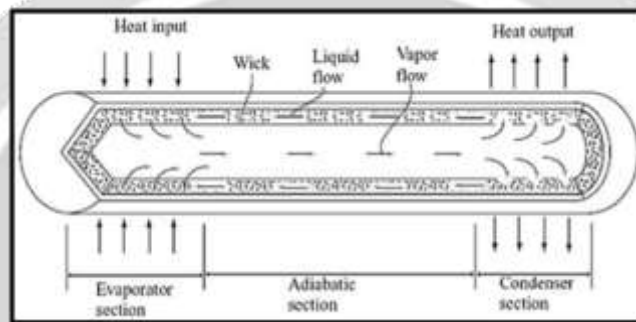 Heat input
Heat output
Wick
Liquid
flow
Vapor
flow
Evaporator
section
Adiabatic
section
Condenser
section